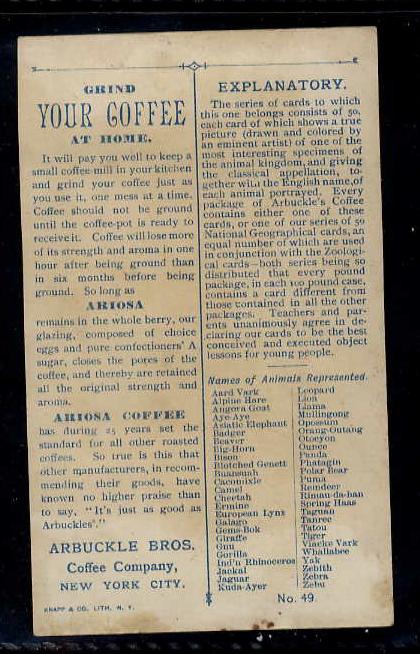 GRIND
YOUR COFFEE
AT HOME.
It will pay you well to keep a
small coffee-mill in your kitchen
and grind your coffee just as
you use it, one mess at a time.
Coffee should not be ground
until the coffee-pot is ready to
receive it. Coffee will lose more
of its strength and aroma in one
hour after being ground than
in six months before being
ground. So long as
ARIOSA
remains in the whole berry, our
glazing, composed of choice
eggs and pure confectioners' A
sugar, closes the pores of the
coffee, and thereby are retained
all the original strength and
aroma.
ARIOSA COFFEE
has during 25 years set the
standard for all other roasted
coffees. So true is this that
other manufacturers, in recom-
mending their goods, have
known no higher praise than
to say, "It's just as good as
Arbuckles'."
ARBUCKLE BROS.
Coffee Company,
NEW YORK CITY.
KNAPP & CO. LITH. N. Y.
EXPLANATORY.
The series of cards to which
this one belongs consists of 50,
each card of which shows a true
picture (drawn and colored by
an eminent artist) of one of the
most interesting specimens of
the animal kingdom, and giving
the classical appellation, to-
gether with the English name, of
each animal portrayed. Every
package of Arbuckle's Coffee
contains either one of these
cards, or one of our series of 50
National Geographical cards, an
equal number of which are used
in conjunction with the Zoologi-
cal cards—both series being so
distributed that every pound
package, in each 100 pound case,
contains a card different from
those contained in all the other
packages. Teachers and par-
ents unanimously agree in de-
claring our cards to be the best
conceived and executed object
lessons for young people.
Names of Animals Represented.
Aard Vark
Alpine Hare
Angora Goat
Aye-Aye
Asiatic Elephant
Badger
Beaver
Big-Horn
Bison
Blotched Genett
Buansuah
Cacomixle
Camel
Cheetah
Ermine
European Lynx
Galago
Gems-Bok
Giraffe
Gnu
Gorilla
Ind'n Rhinoceros
Jackal
Jaguar
Kuda-Ayer
Leopard
Lion
Llama
Mullingong
Opossum
Orang-Outang
Otocyon
Ounce
Panda
Phatagin
Polar Bear
Puma
Reindeer
Rimau-da-han
Spring Haas
Taguan
Tanrec
Tatou
Tiger
Viacke Vark
Whallabee
Yak
Zebith
Zebra
Zebu
No. 49.